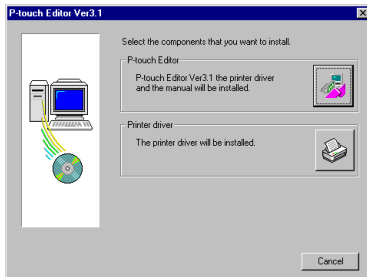 P-touch Editor Ver3.1
Select the components that you want to install.
P-touch Editor
P-touch Editor Ver3.1 the printer driver
and the manual will be installed.
Printer driver
The printer driver will be installed.
Cancel